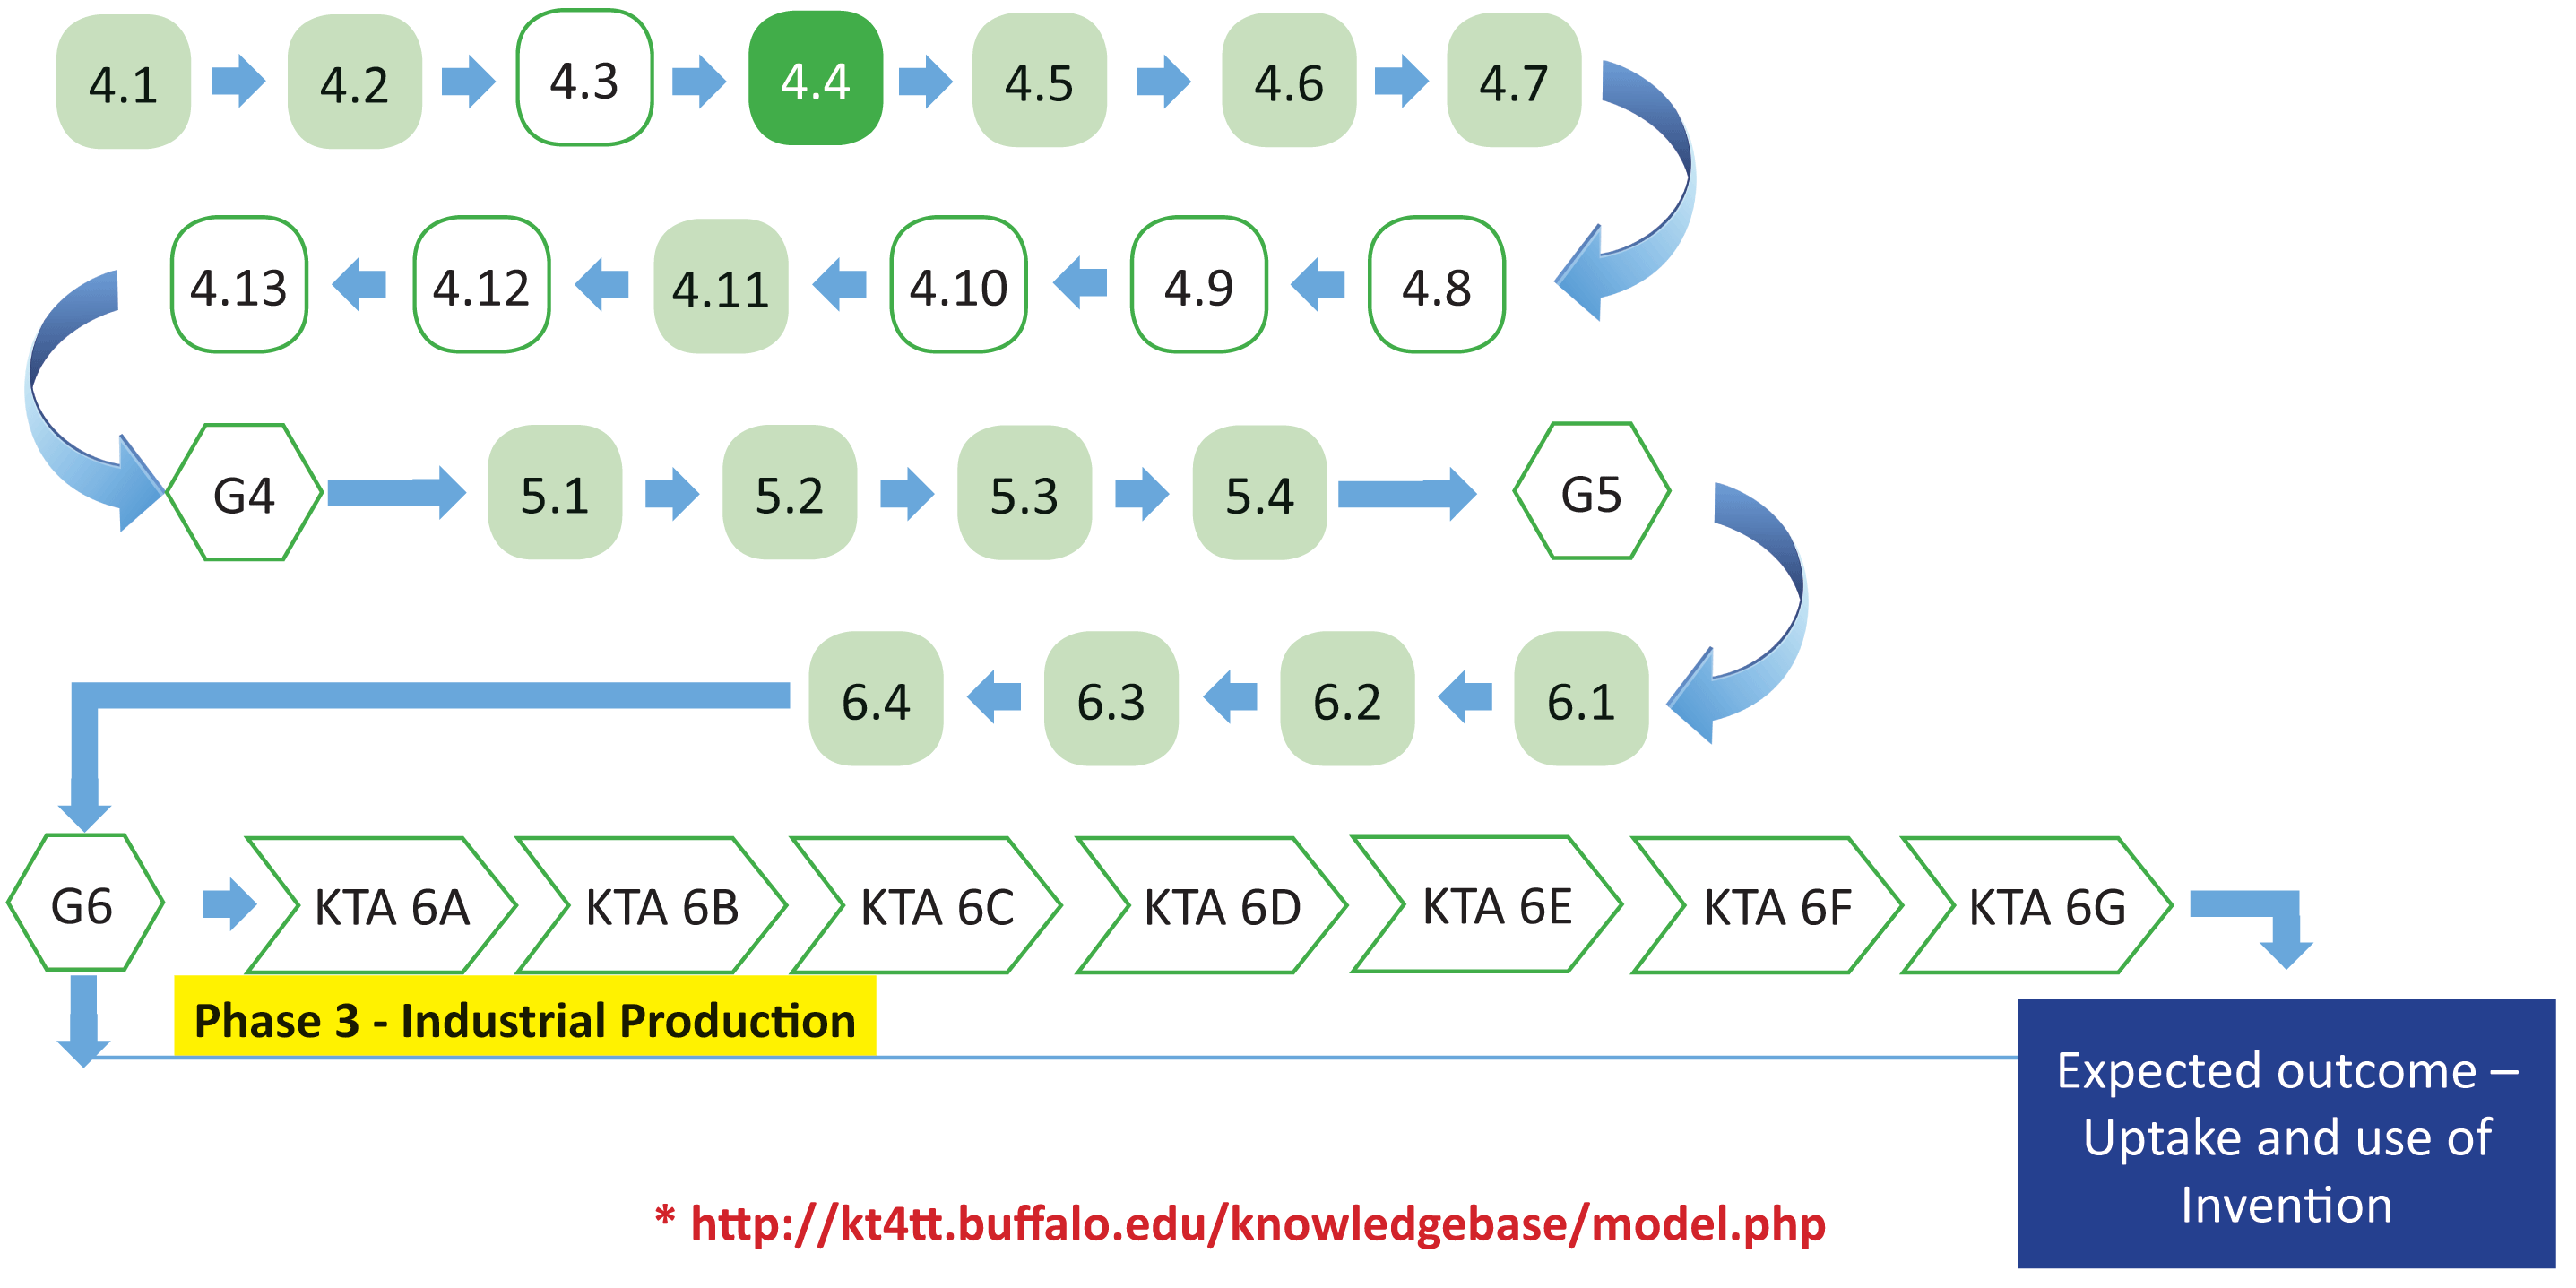 4.1 4.2 4.3 4.4 4.5 4.6 4.7
4.13 4.12 4.11 4.10 4.9 4.8
G4 5.1 5.2 5.3 5.4 G5
6.4 6.3 6.2 6.1
G6 KTA 6A KTA 6B KTA 6C KTA 6D KTA 6E KTA 6F KTA 6G
Phase 3 - Industrial Production
Expected outcome –
Uptake and use of
Invention
* http://kt4tt.buffalo.edu/knowledgebase/model.php